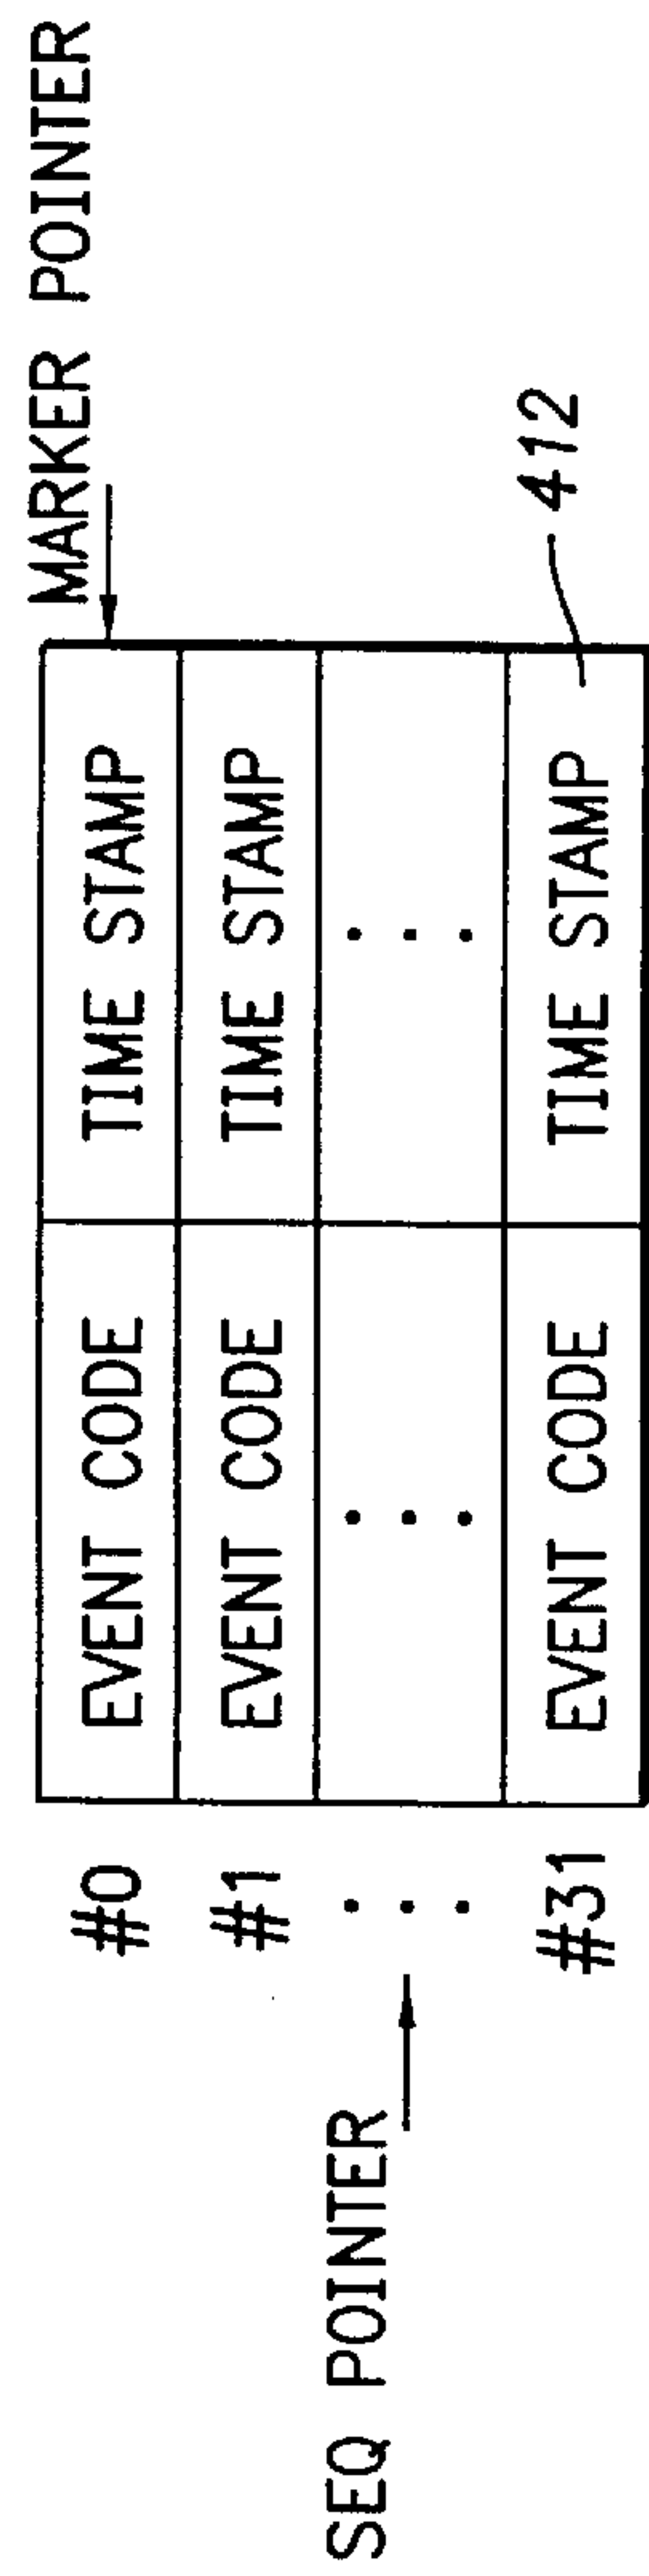 MARKER POINTER
#0 EVENT CODE TIME STAMP
#1 EVENT CODE TIME STAMP
SEQ POINTER
#31 EVENT CODE TIME STAMP
412